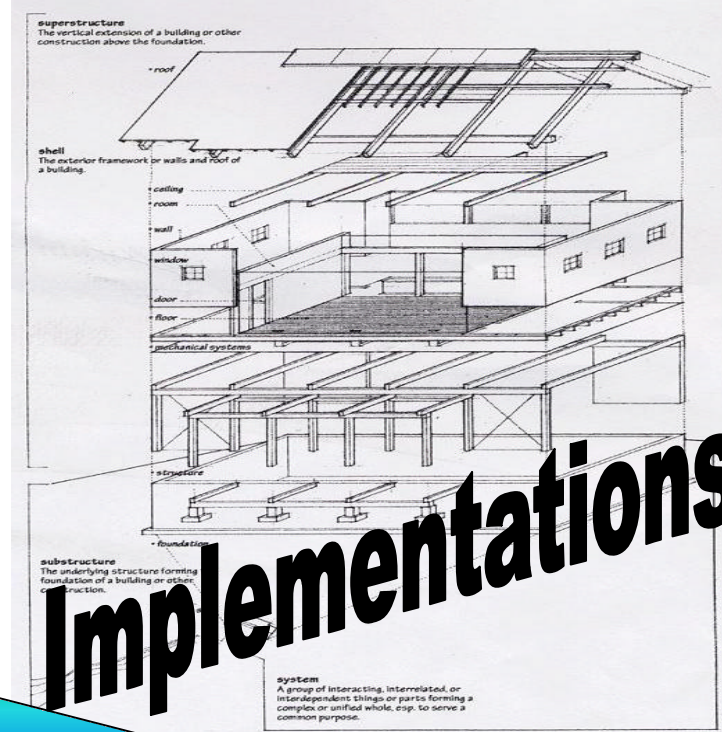 superstructure
The vertical extension of a building or other
construction above the foundation.
• roof
shell
The exterior framework or walls and roof of
a building.
• ceiling
• room
• wall
window
door
• floor
• mechanical systems
• structure
• foundation
substructure
The underlying structure forming
foundation of a building or other
construction.
Implementations
system
A group of interacting, interrelated, or
interdependent things or parts forming a
complex or unified whole, esp. to serve a
common purpose.